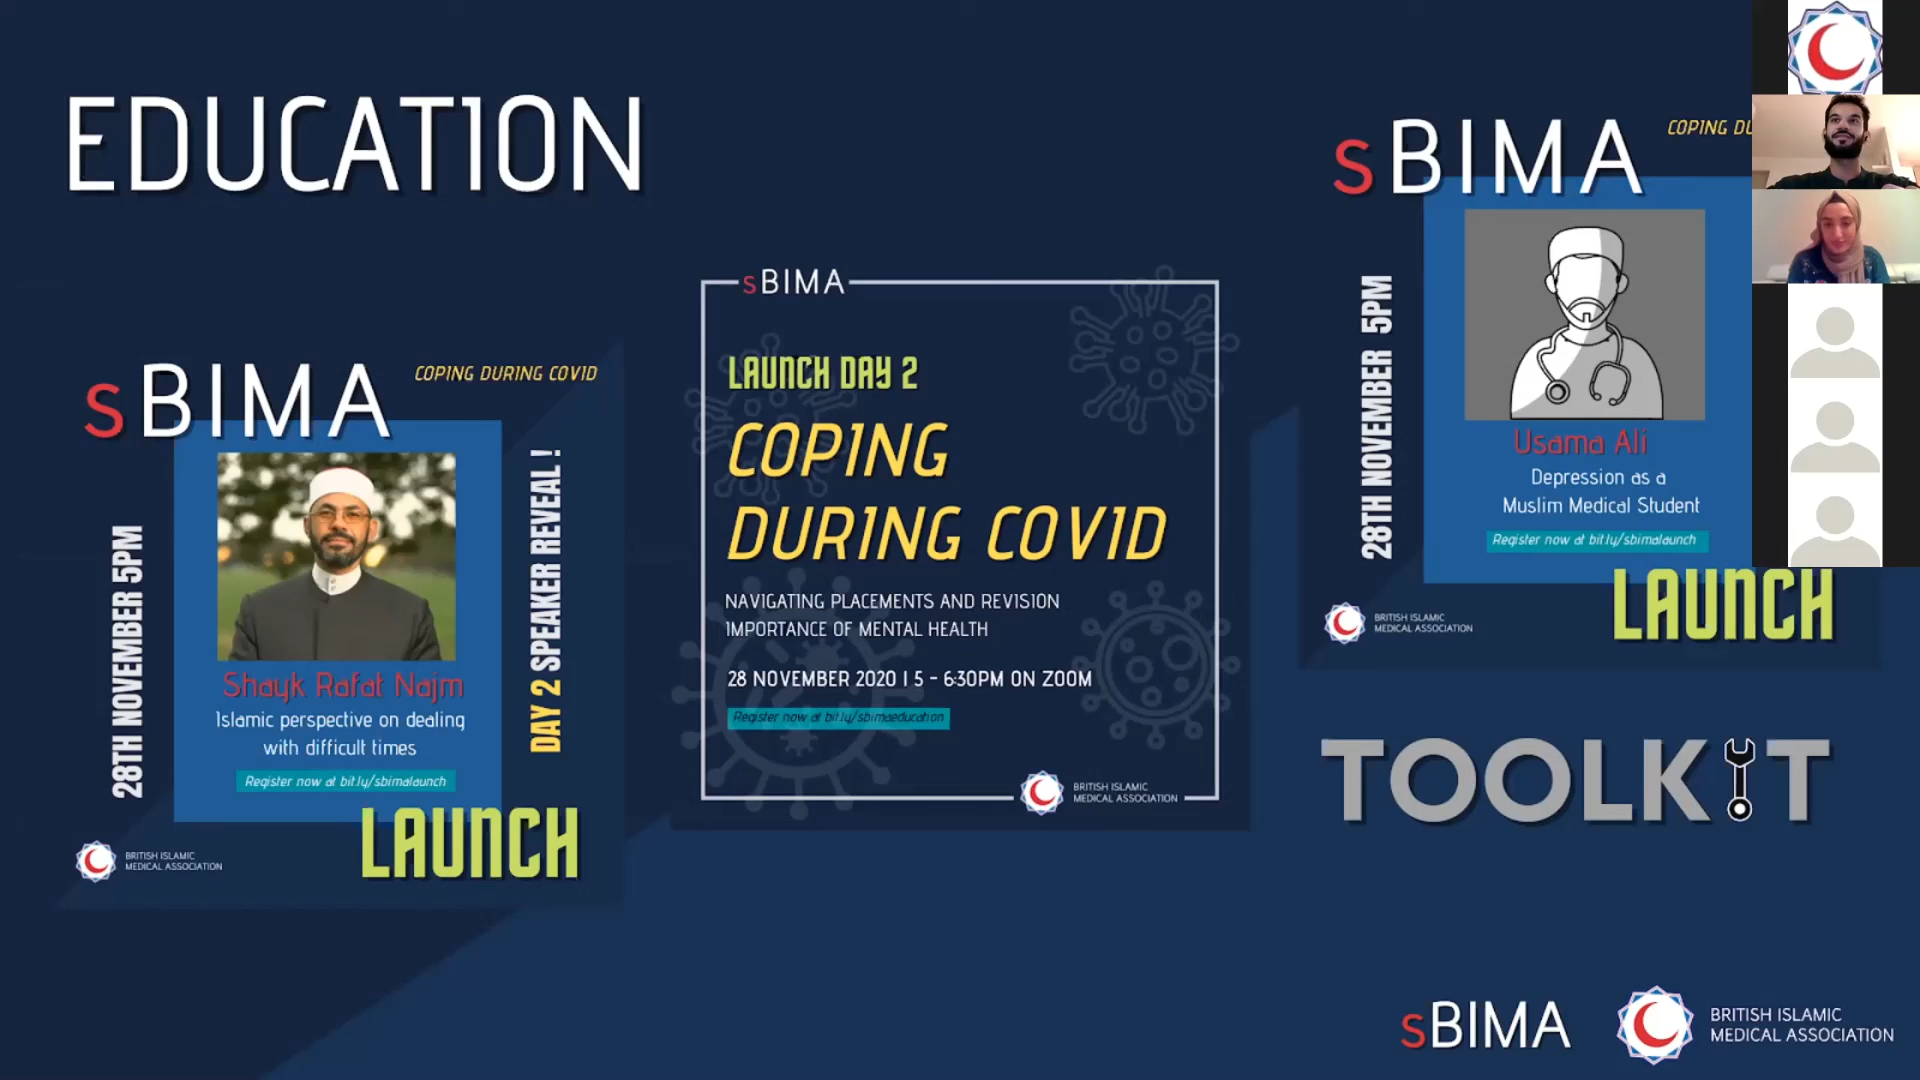 EDUCATION
sBIMA
COPING DURING COVID
28TH NOVEMBER 5PM
DAY 2 SPEAKER REVEAL!
Shayk Rafat Najm
Islamic perspective on dealing
with difficult times
Register now at bit.ly/sbimalaunch
LAUNCH
BRITISH ISLAMIC
MEDICAL ASSOCIATION
sBIMA
LAUNCH DAY 2
COPING
DURING COVID
NAVIGATING PLACEMENTS AND REVISION
IMPORTANCE OF MENTAL HEALTH
28 NOVEMBER 2020 | 5 - 6:30PM ON ZOOM
Register now at bit.ly/sbimaeducation
BRITISH ISLAMIC
MEDICAL ASSOCIATION
sBIMA
COPING DU
28TH NOVEMBER 5PM
Usama Ali
Depression as a
Muslim Medical Student
Register now at bit.ly/sbimalaunch
LAUNCH
BRITISH ISLAMIC
MEDICAL ASSOCIATION
TOOLKIT
sBIMA
BRITISH ISLAMIC
MEDICAL ASSOCIATION